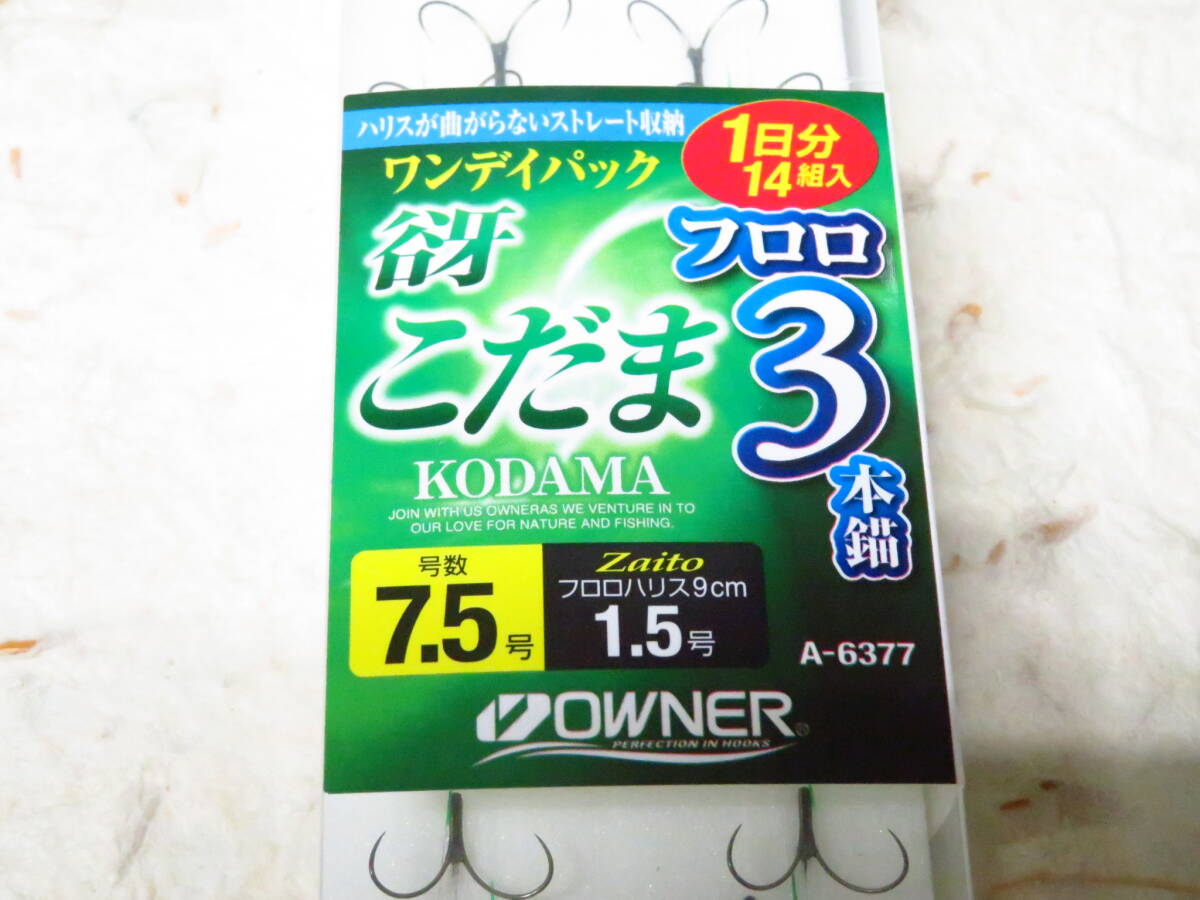 ハリスが曲がらないストレート収納
ワンデイパック
1日分
14組入
谺
こだま
KODAMA
JOIN WITH US OWNERAS WE VENTURE IN TO
OUR LOVE FOR NATURE AND FISHING.
フロロ
3
本錨
号数
7.5号
Zaito
フロロハリス9cm
1.5号
A-6377
OWNER®
PERFECTION IN HOOKS